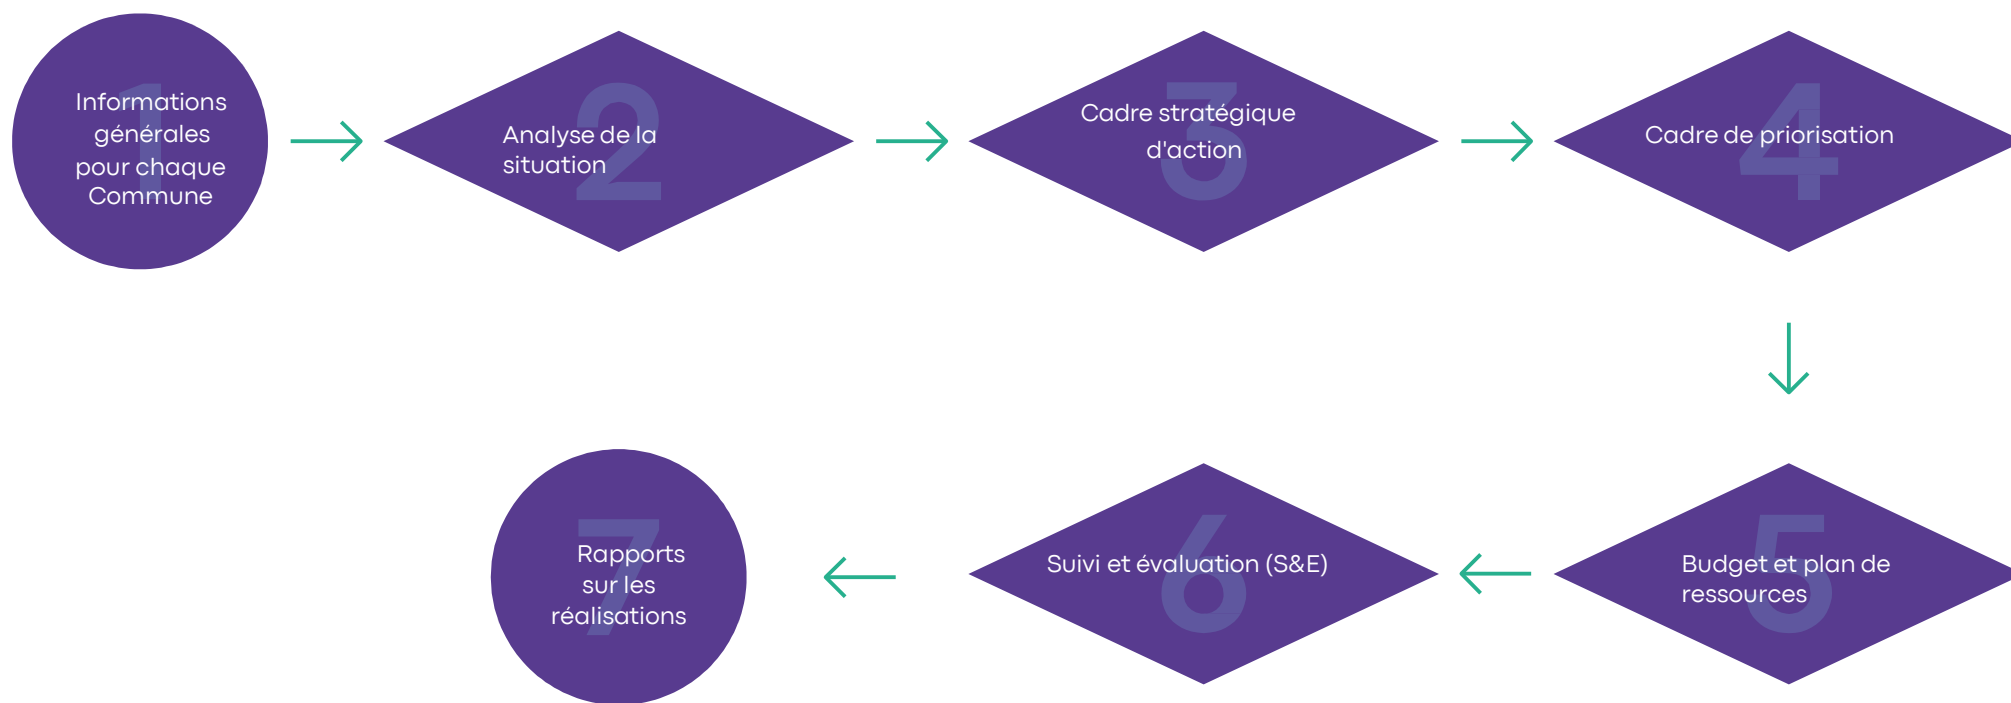 1
Informations
générales
pour chaque
Commune
2
Analyse de la
situation
3
Cadre stratégique
d'action
4
Cadre de priorisation
5
Budget et plan de
ressources
6
Suivi et évaluation (S&E)
7
Rapports
sur les
réalisations